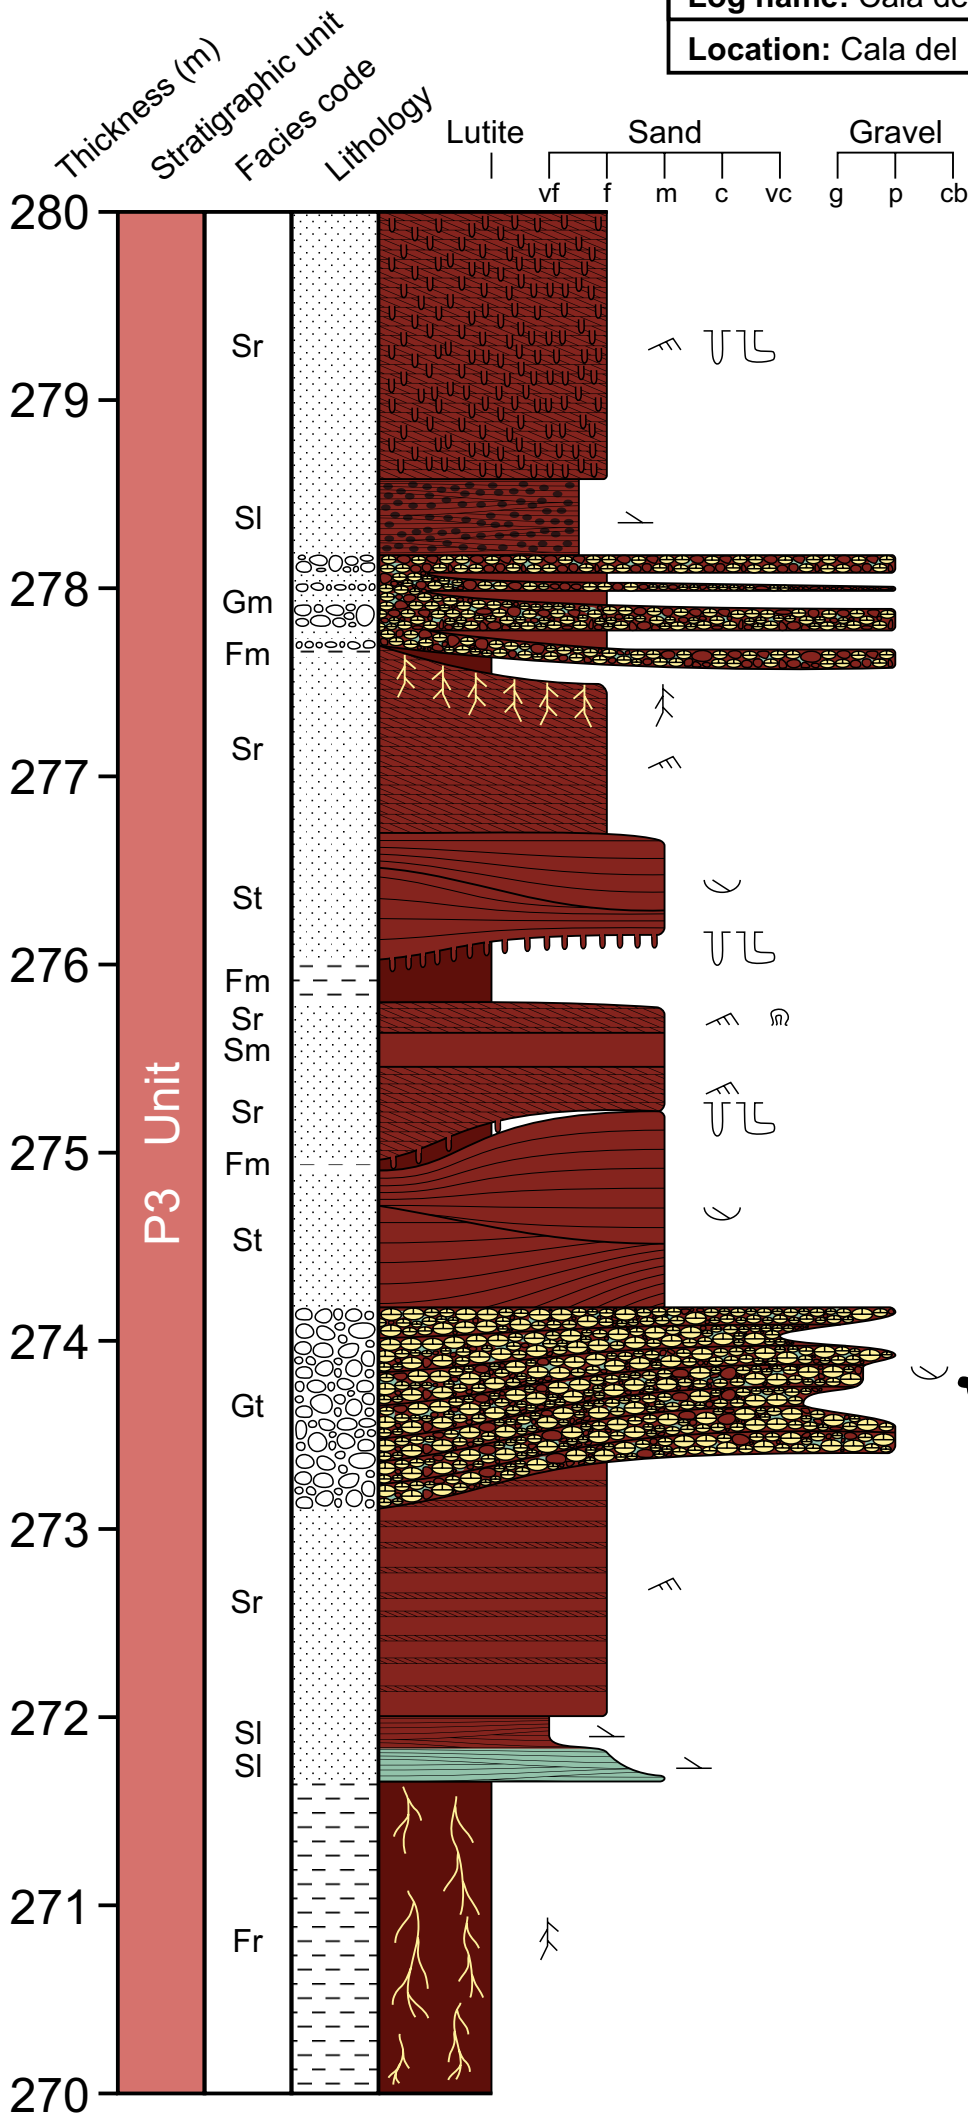 Log name: Cala de
Location: Cala del
Thickness (m)
Stratigraphic unit
Facies code
Lithology
Lutite Sand Gravel
vf f m c vc g p cb
280
Sr
279
Sl
278
Gm
Fm
Sr
277
St
276
Fm
Sr
Sm
Sr
275
Fm
St
P3 Unit
274
Gt
273
Sr
272
Sl
Sl
271
Fr
270